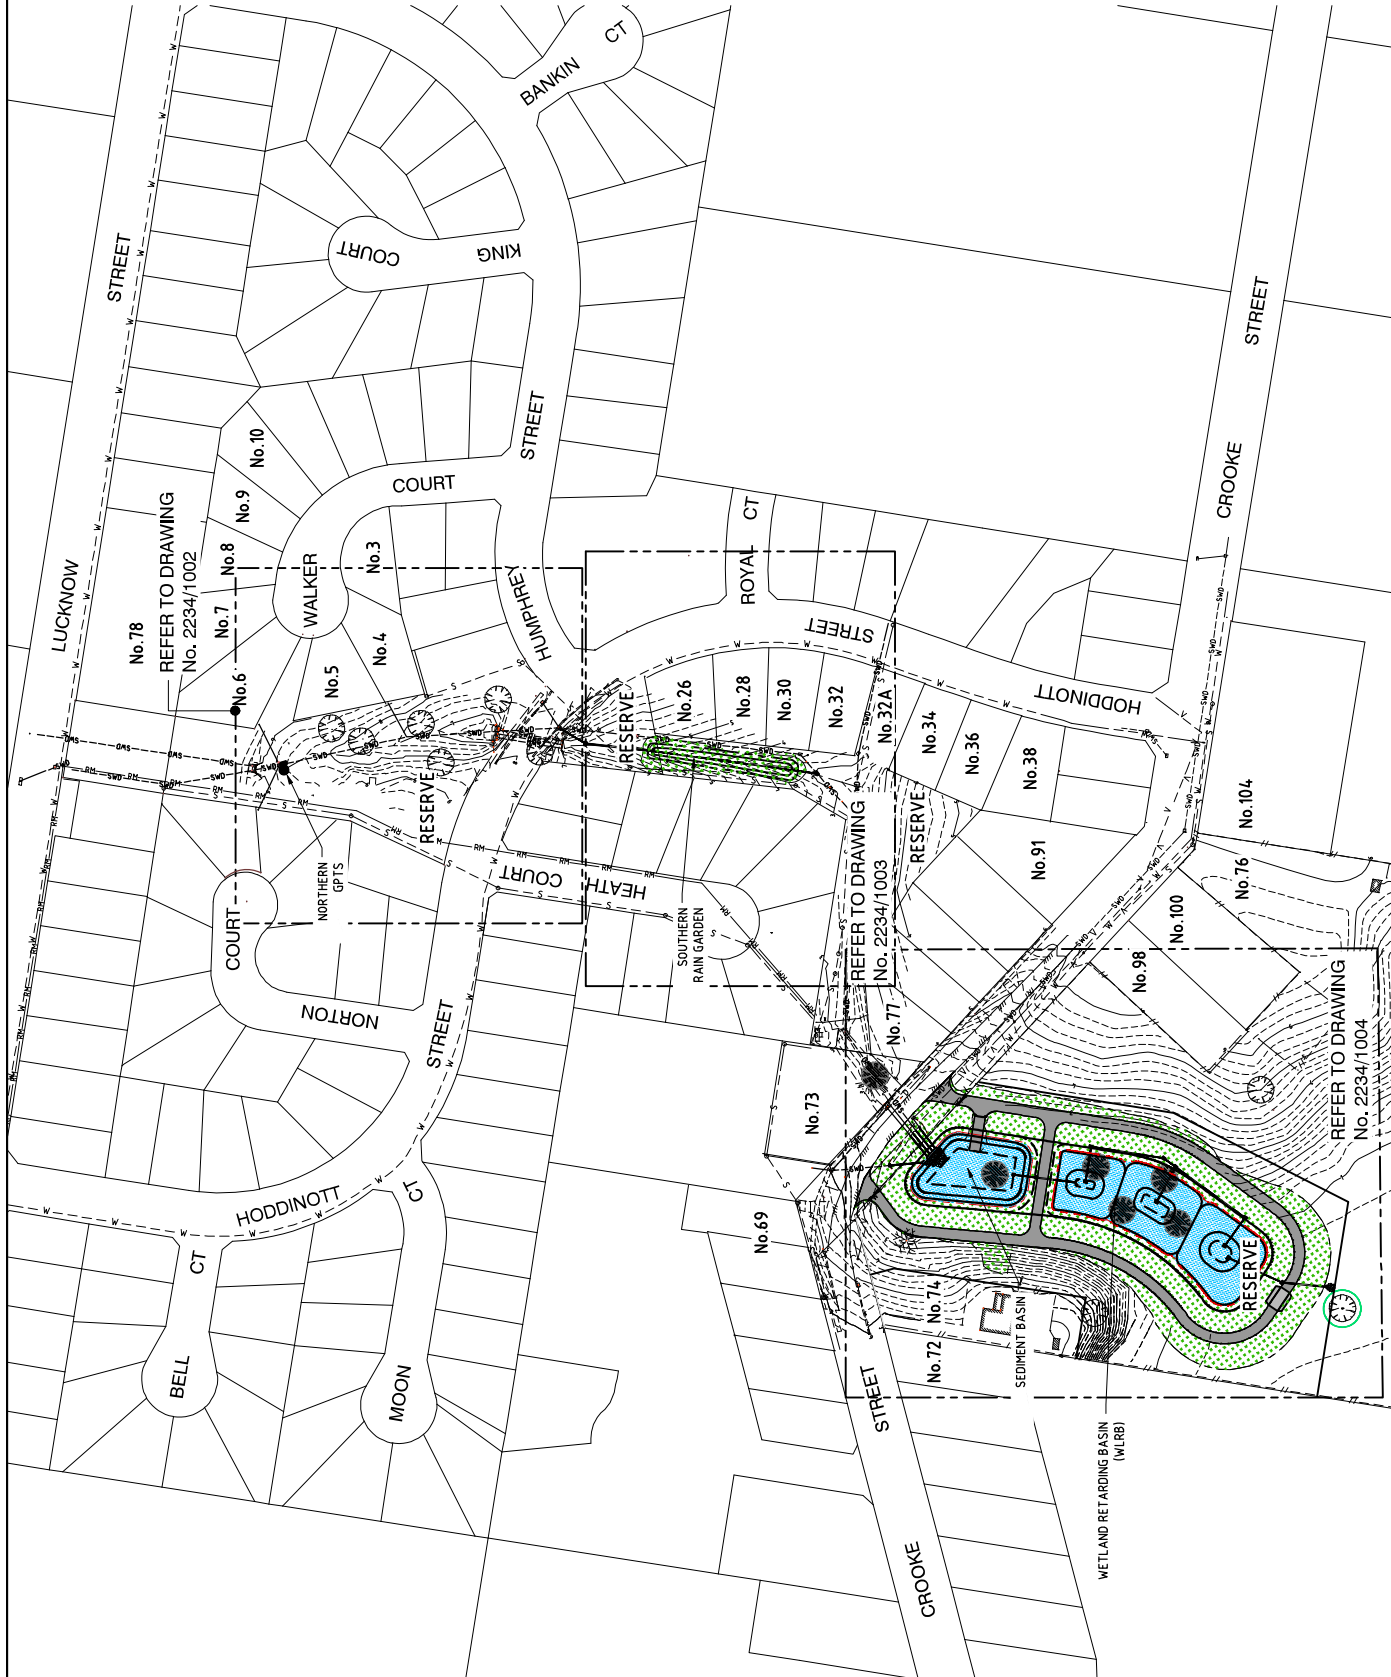 BANKIN
CT
STREET
COURT
KING
STREET
No.10
COURT
No.9
REFER TO DRAWING
No. 2234/1002
No.8
No.3
WALKER
LUCKNOW
No.78
No.7
No.6
No.5
No.4
HUMPHREY
ROYAL
CT
STREET
HODDINOTT
CROOKE
STREET
RESERVE
No.26
No.28
No.30
No.32
No.32A
No.34
No.36
No.38
RESERVE
NORTHERN
GPTS
COURT
HEATH
COURT
NORTON
STREET
SOUTHERN
RAIN GARDEN
REFER TO DRAWING
No. 2234/1003
RESERVE
No.91
No.104
No.76
No.100
No.98
No.77
No.73
REFER TO DRAWING
No. 2234/1004
HODDINOTT
CT
CT
BELL
MOON
No.69
No.74
No.72
SEDIMENT BASIN
RESERVE
WETLAND RETARDING BASIN
(WLRB)
STREET
CROOKE
W
S
RM
SWD
V